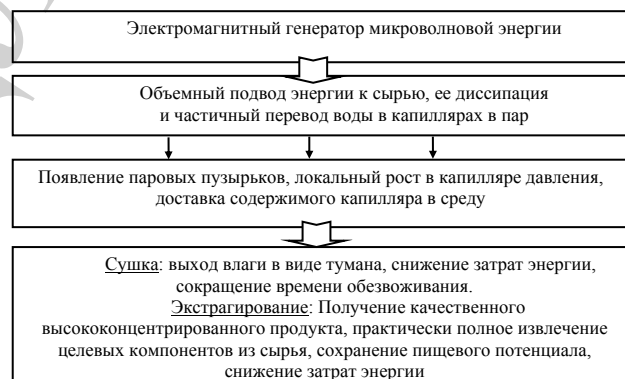 Электромагнитный генератор микроволновой энергии
Объемный подвод энергии к сырью, ее диссипация
и частичный перевод воды в капиллярах в пар
Появление паровых пузырьков, локальный рост в капилляре давления,
доставка содержимого капилляра в среду
Сушка: выход влаги в виде тумана, снижение затрат энергии,
сокращение времени обезвоживания.
Экстрагирование: Получение качественного
высококонцентрированного продукта, практически полное извлечение
целевых компонентов из сырья, сохранение пищевого потенциала,
снижение затрат энергии